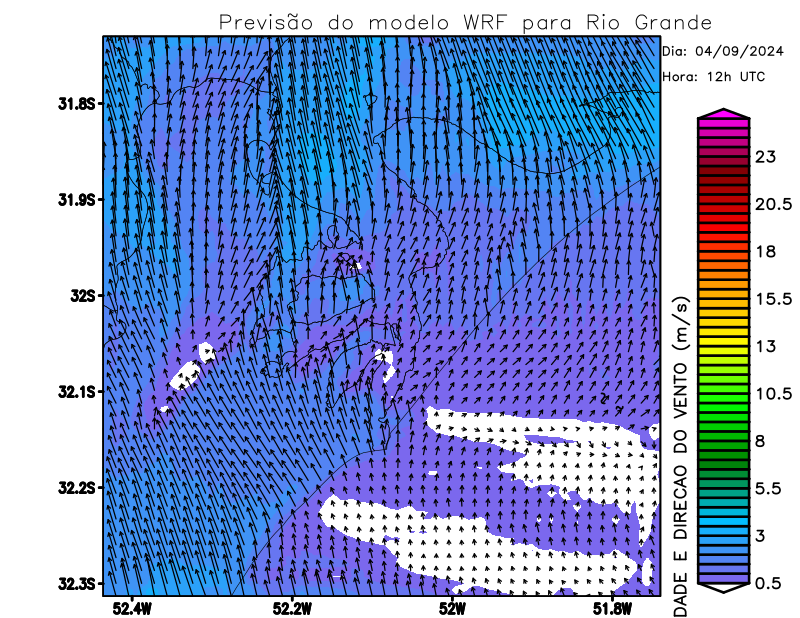 Previsão do modelo WRF para Rio Grande
Dia: 04/09/2024
Hora: 12h UTC
31.8S
31.9S
32S
32.1S
32.2S
32.3S
52.4W
52.2W
52W
51.8W
23
20.5
18
15.5
13
10.5
8
5.5
3
0.5
DADE E DIRECAO DO VENTO (m/s)